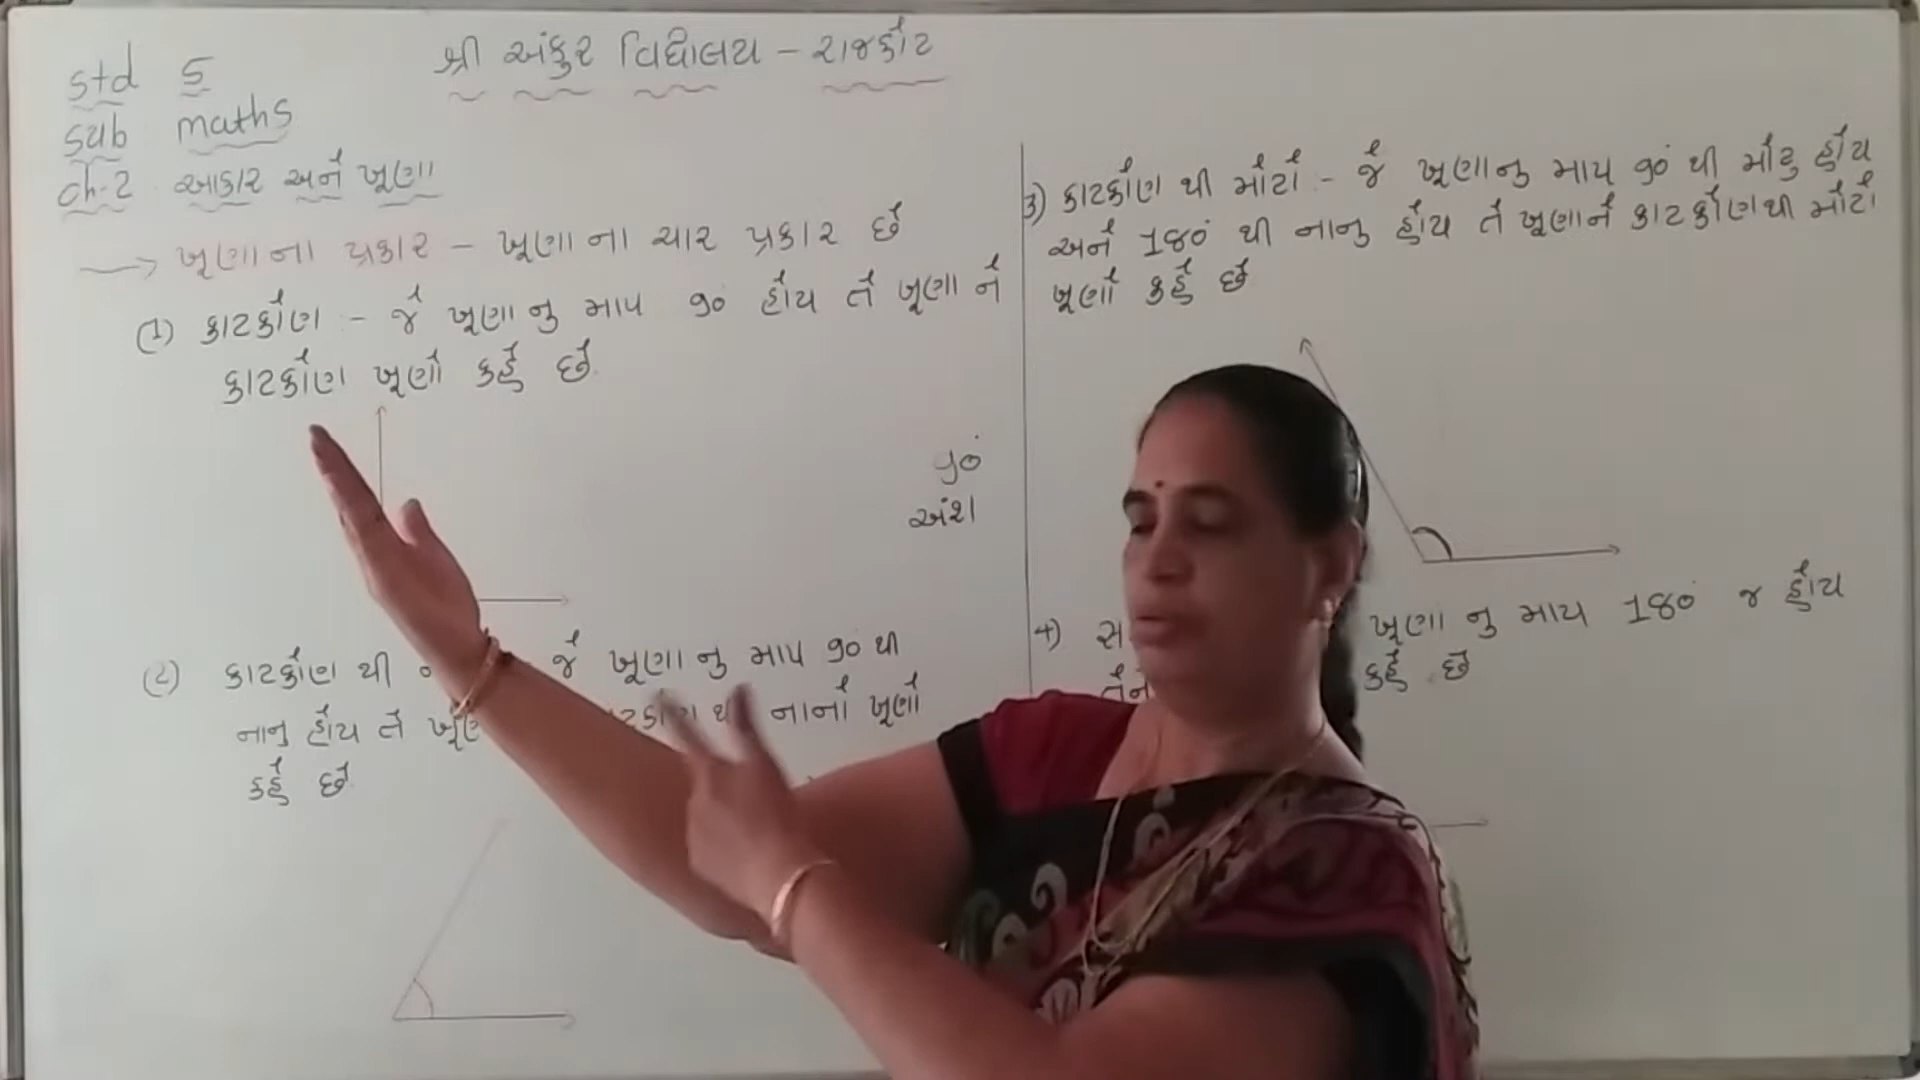 શ્રી અંકુર વિદ્યાલય - રાજકોટ
std 5
sub maths
ch-2 આકાર અને ખૂણા
→ ખૂણાના પ્રકાર - ખૂણાના ચાર પ્રકાર છે
(1) કાટકોણ :- જે ખૂણાનુ માપ 90° હોય તે ખૂણાને
કાટકોણ ખૂણો કહે છે.
90°
અંશ
(2) કાટકોણ થી જે ખૂણાનુ માપ 90° થી
નાનુ હોય તે થી નાનો ખૂણો
કહે છે.
3) કાટકોણ થી મોટો :- જે ખૂણાનુ માપ 90° થી મોટુ હોય
અને 180° થી નાનુ હોય તે ખૂણાને કાટકોણથી મોટો
ખૂણો કહે છે
4) ખૂણાનુ માપ 180° જ હોય
કહે છે